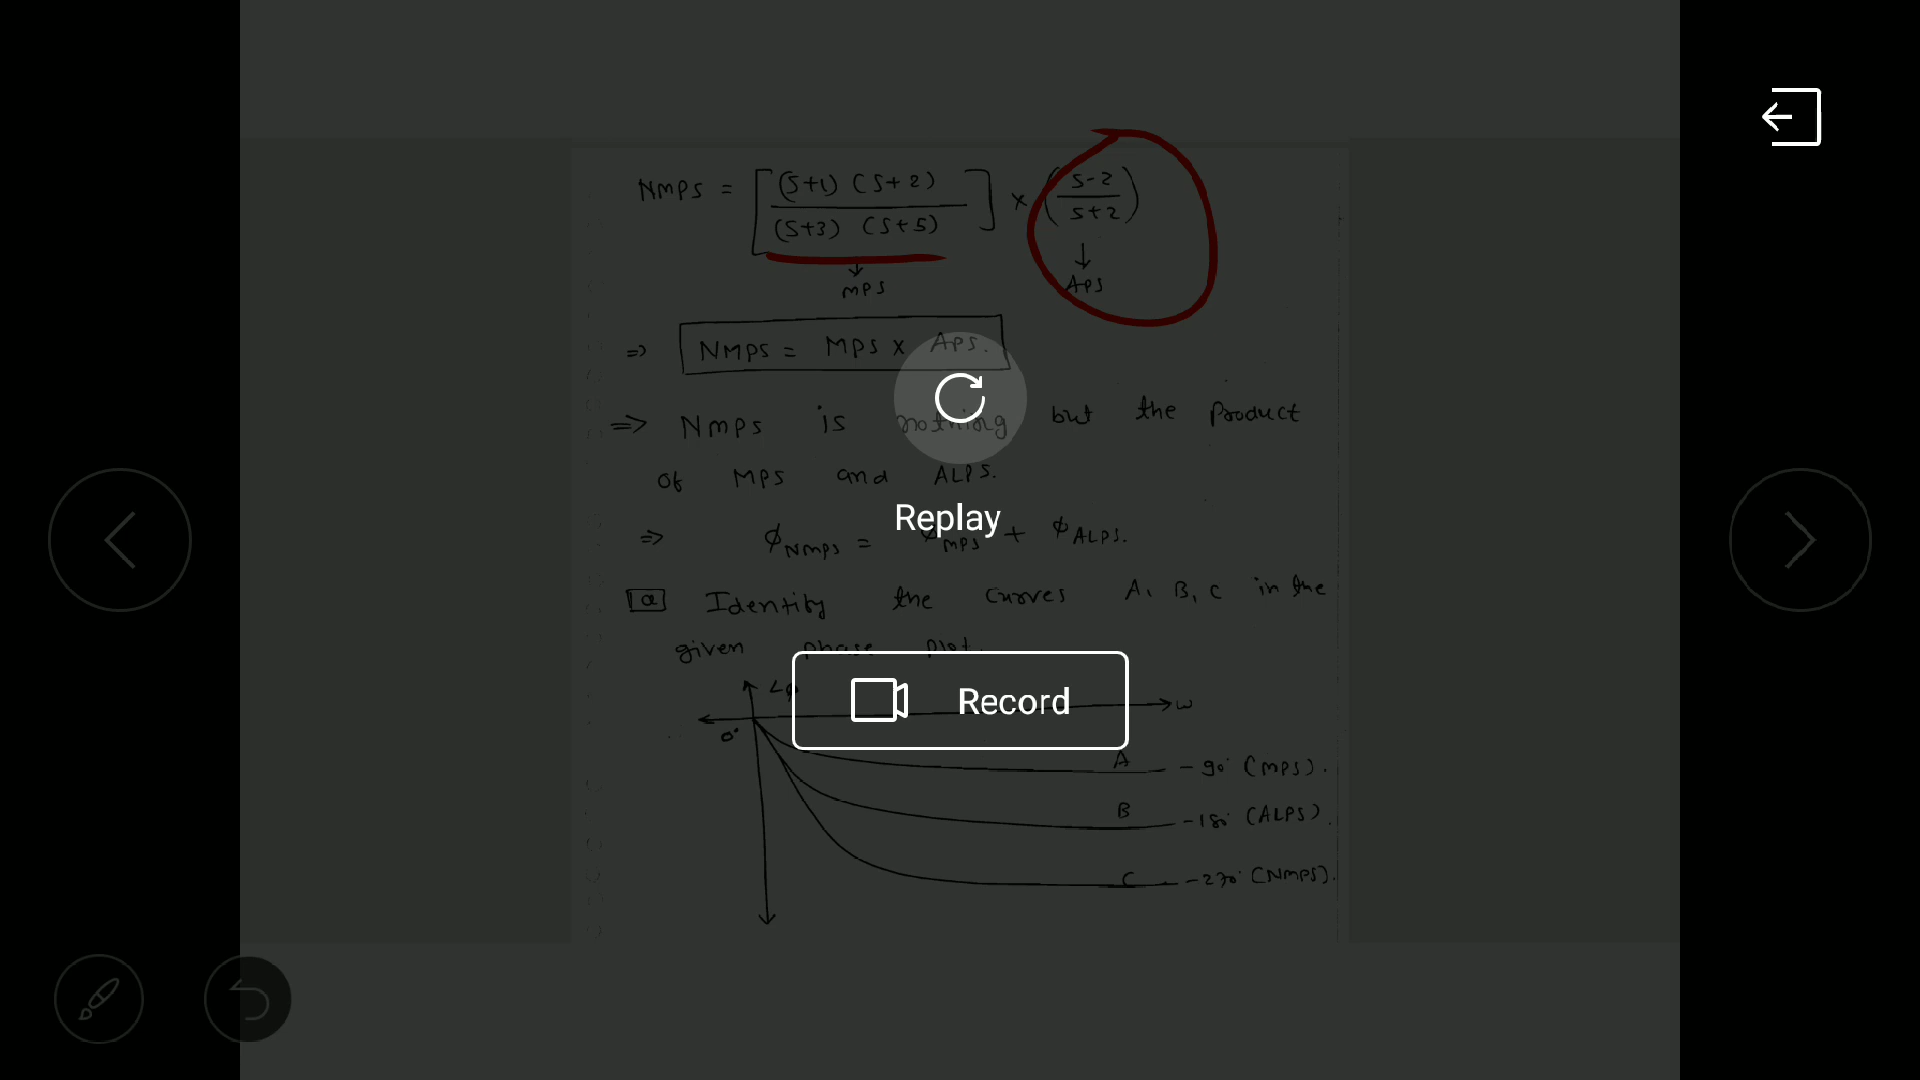 NMPS = [(S+1) (S+2) / (S+3) (S+5)] × (S-2 / S+2)
↓ MPS ↓ APS
⇒ NMPS = MPS x APS.
⇒ NMPS is nothing but the Product
of MPS and ALPS.
Replay
⇒ ϕNMPS = ϕMPS + ϕALPS.
Q Identify the curves A, B, C in the
given phase plot.
∠ϕ
Record
ω
0°
A -90° (MPS).
B -180° (ALPS).
C -270° (NMPS).